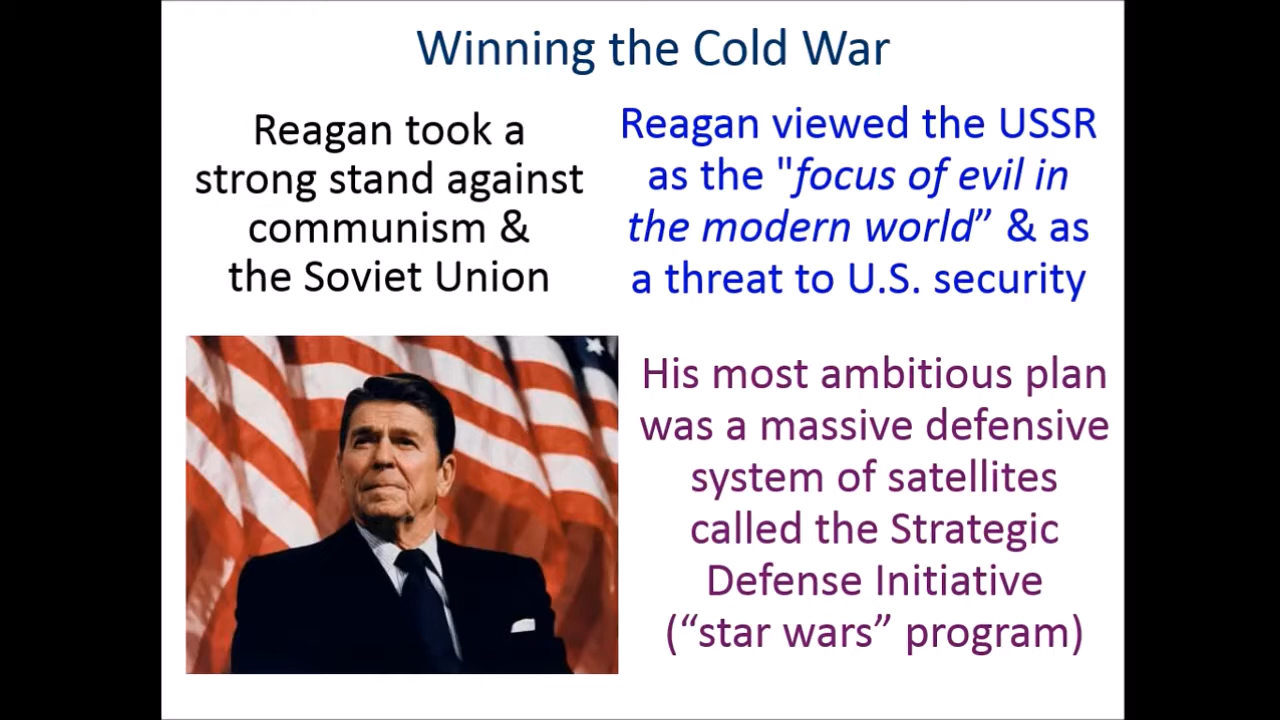 Winning the Cold War
Reagan took a
strong stand against
communism &
the Soviet Union
Reagan viewed the USSR
as the "focus of evil in
the modern world” & as
a threat to U.S. security
His most ambitious plan
was a massive defensive
system of satellites
called the Strategic
Defense Initiative
(“star wars” program)